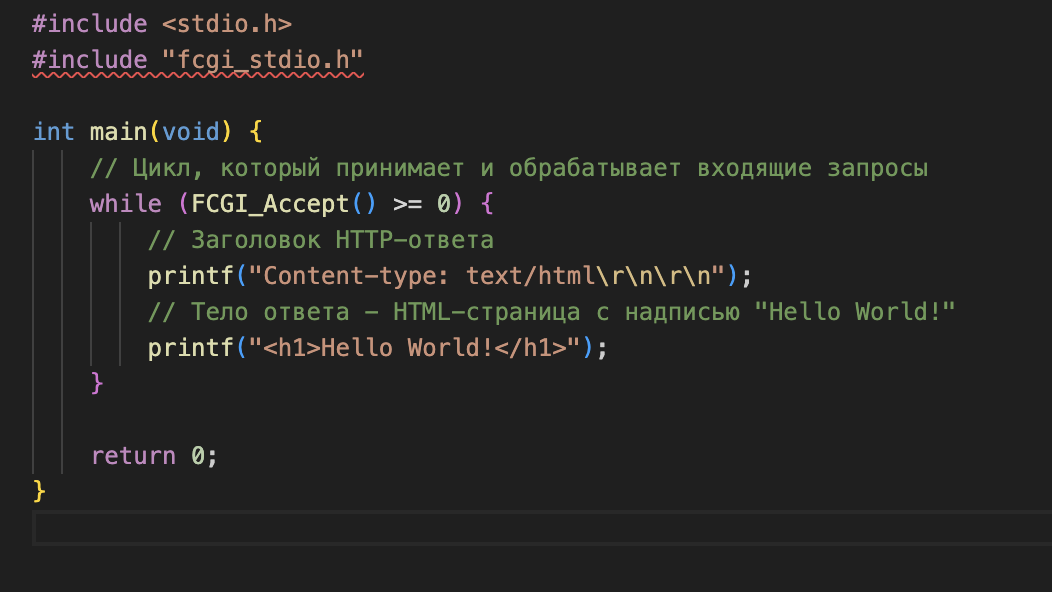 #include <stdio.h>
#include "fcgi_stdio.h"
int main(void) {
// Цикл, который принимает и обрабатывает входящие запросы
while (FCGI_Accept() >= 0) {
// Заголовок HTTP-ответа
printf("Content-type: text/html\r\n\r\n");
// Тело ответа - HTML-страница с надписью "Hello World!"
printf("<h1>Hello World!</h1>");
}
return 0;
}